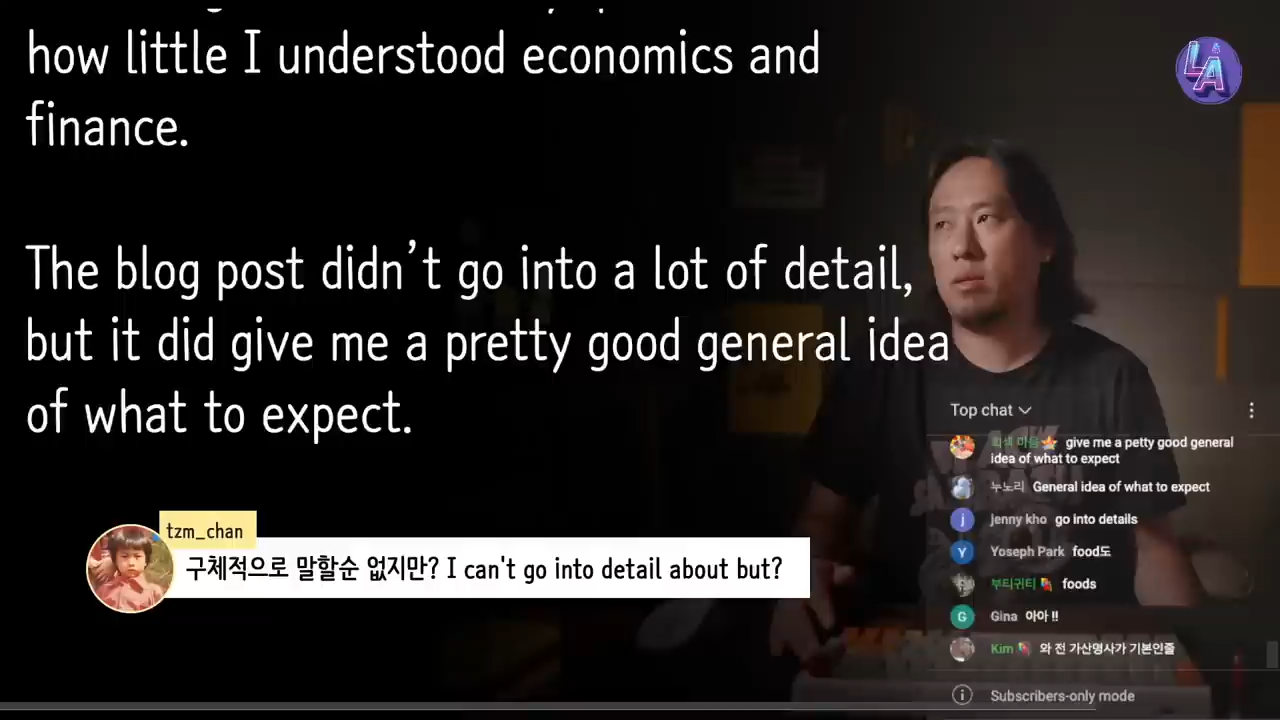 how little I understood economics and
finance.
The blog post didn’t go into a lot of detail,
but it did give me a pretty good general idea
of what to expect.
LA
tzm_chan
구체적으로 말할순 없지만? I can't go into detail about but?
Top chat
give me a petty good general
idea of what to expect
누노리 General idea of what to expect
jenny kho go into details
Y Yoseph Park food도
부티귀티 foods
G Gina 아아 !!
Kim 와 전 가산명사가 기본인줄
Subscribers-only mode